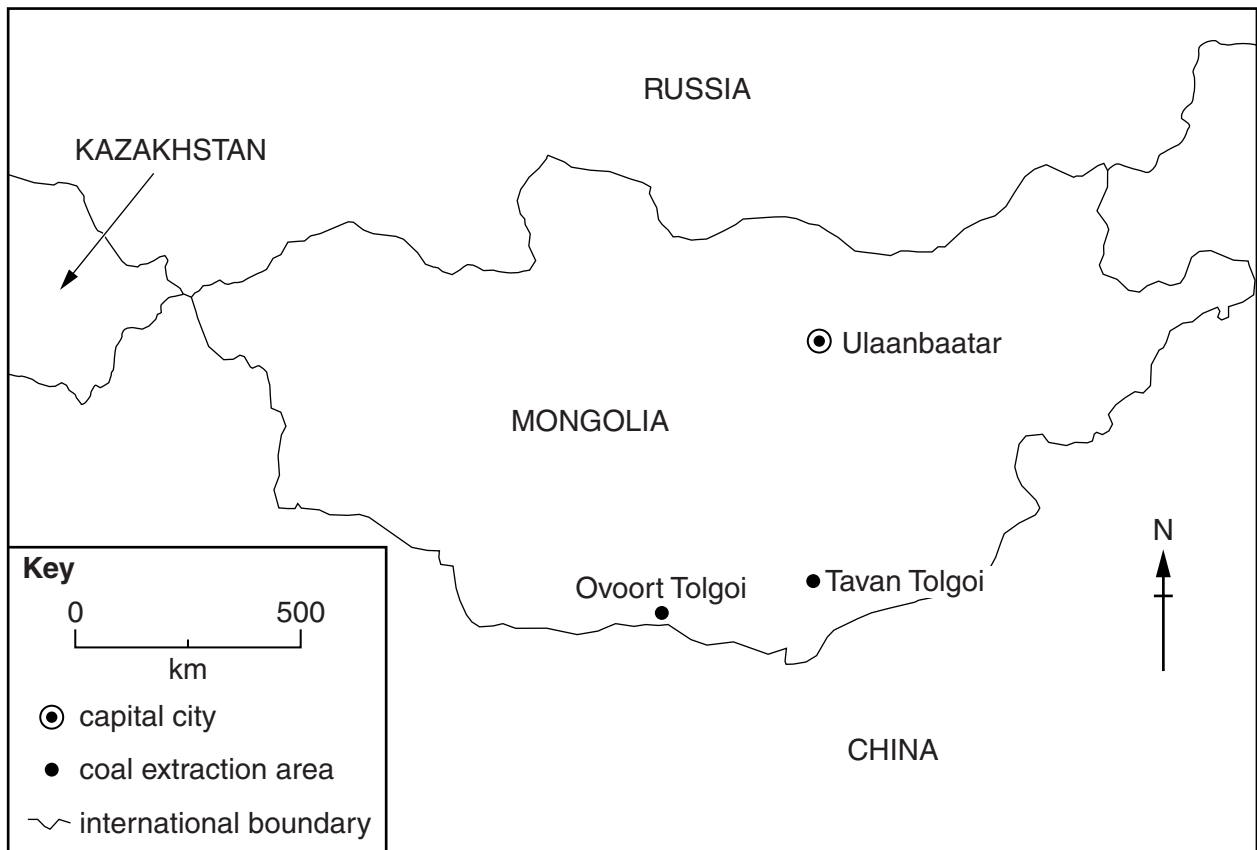 RUSSIA
KAZAKHSTAN
Ulaanbaatar
MONGOLIA
N
Ovoort Tolgoi
Tavan Tolgoi
CHINA
Key
0 500
km
capital city
coal extraction area
international boundary